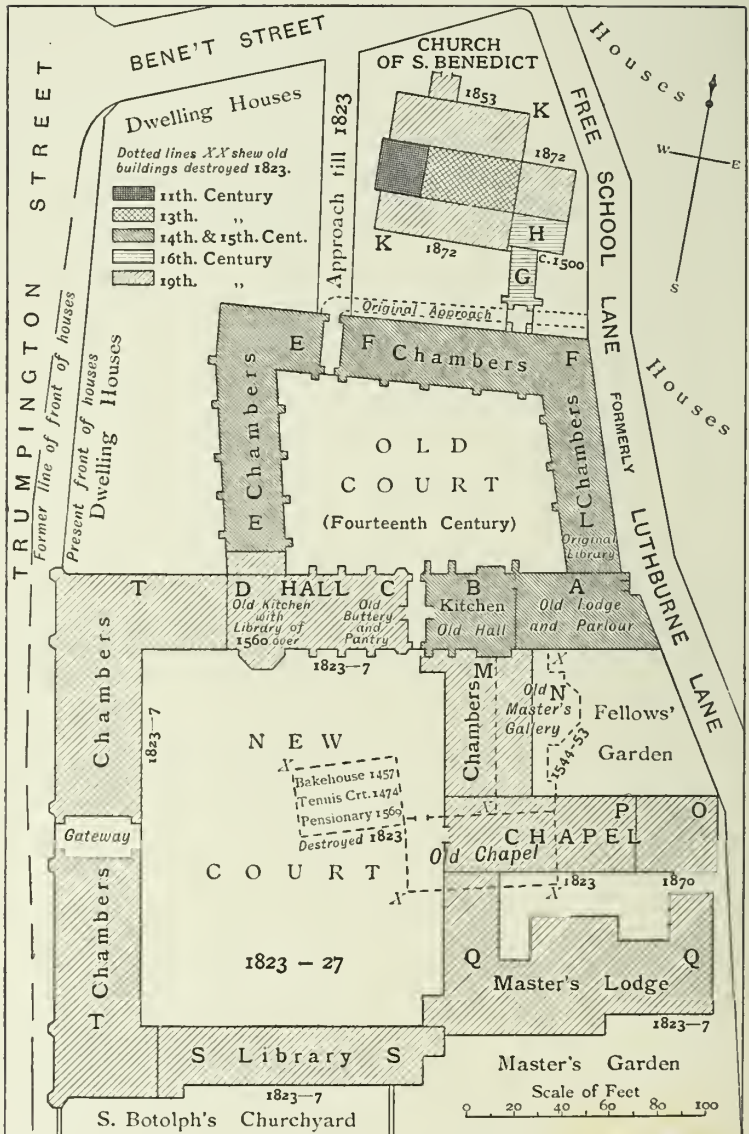 BENE'T STREET
CHURCH
OF S. BENEDICT
Houses
TRUMPINGTON STREET
Former line of front of houses
Present front of houses
Dwelling Houses
Dwelling Houses
Dotted lines XX shew old
buildings destroyed 1823.
11th. Century
13th. „
14th. & 15th. Cent.
16th. Century
19th. „
Approach till 1823
1853
K
1872
K
1872
H
C.1500
G
Original Approach
FREE SCHOOL LANE FORMERLY LUTHBURNE LANE
W
E
S
Houses
E
F Chambers F
Chambers
E
Chambers
L
Original
Library
OLD
COURT
(Fourteenth Century)
T
D HALL C
Old Kitchen
with
Library of
1560 over
Old
Buttery
and
Pantry
B
Kitchen
Old Hall
A
Old Lodge
and Parlour
1823—7
Chambers
1823—7
M
Chambers
X
N
Old
Master's
Gallery
1544-53
Fellows'
Garden
NEW
COURT
X
Bakehouse 1457
Tennis Crt. 1474
Pensionary 1569
Destroyed 1823
X
X
X
P
O
CHAPEL
Old Chapel
1823
1870
Gateway
Chambers
T
1823 — 27
Q
Q
Master's Lodge
1823—7
S Library S
1823—7
S. Botolph's Churchyard
Master's Garden
Scale of Feet
0 20 40 60 80 100